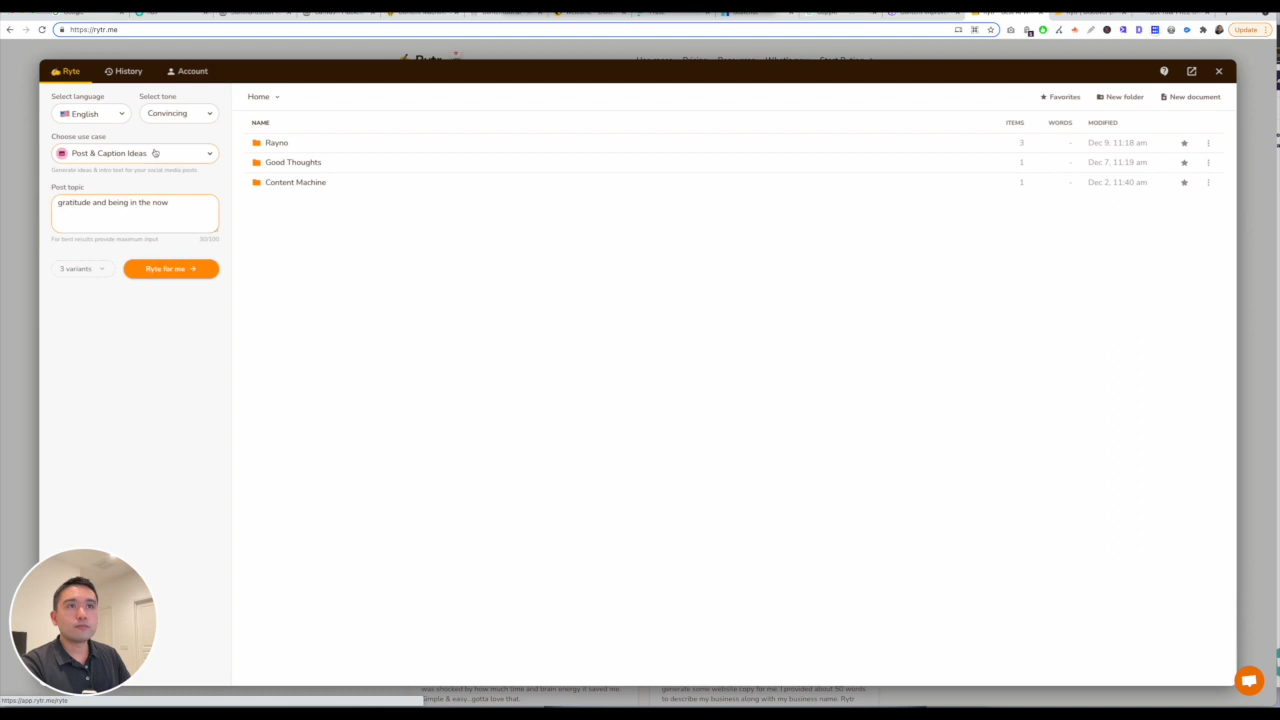 https://rytr.me
Update
Ryte
History
Account
Select language
Select tone
English
Convincing
Choose use case
Post & Caption Ideas
Generate ideas & intro text for your social media posts
Post topic
gratitude and being in the now
For best results provide maximum input
30/100
3 variants
Ryte for me →
Home
Favorites
New folder
New document
NAME
ITEMS
WORDS
MODIFIED
Rayno
3
-
Dec 9, 11:18 am
Good Thoughts
1
-
Dec 7, 11:19 am
Content Machine
1
-
Dec 2, 11:40 am
was shocked by how much time and brain energy it saved me.
simple & easy...gotta love that.
generate some website copy for me. I provided about 50 words
to describe my business along with my business name. Rytr
https://app.rytr.me/ryte